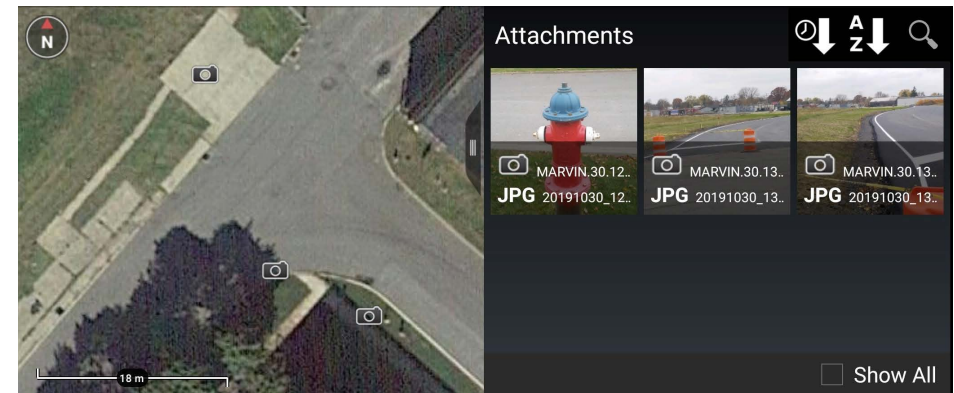 N
18 m
Attachments
A
Z
MARVIN.30.12..
JPG 20191030_12..
MARVIN.30.13..
JPG 20191030_13..
MARVIN.30.13..
JPG 20191030_13..
Show All